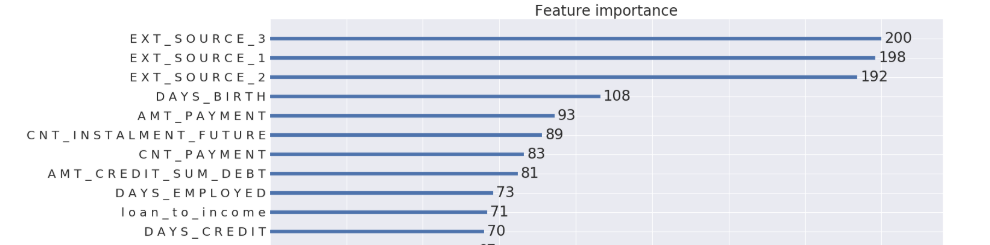 Feature importance
EXT_SOURCE_3 200
EXT_SOURCE_1 198
EXT_SOURCE_2 192
DAYS_BIRTH 108
AMT_PAYMENT 93
CNT_INSTALMENT_FUTURE 89
CNT_PAYMENT 83
AMT_CREDIT_SUM_DEBT 81
DAYS_EMPLOYED 73
loan_to_income 71
DAYS_CREDIT 70